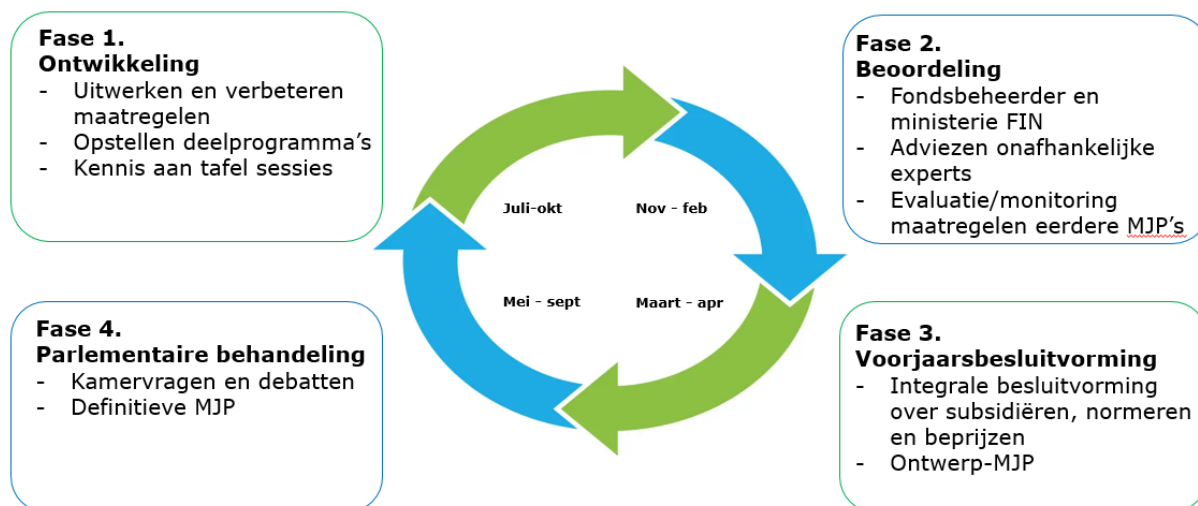 Fase 1.
Ontwikkeling
- Uitwerken en verbeteren
maatregelen
- Opstellen deelprogramma's
- Kennis aan tafel sessies
Fase 2.
Beoordeling
- Fondsbeheerder en
ministerie FIN
- Adviezen onafhankelijke
experts
- Evaluatie/monitoring
maatregelen eerdere MJP's
Juli-okt
Nov - feb
Mei - sept
Maart - apr
Fase 4.
Parlementaire behandeling
- Kamervragen en debatten
- Definitieve MJP
Fase 3.
Voorjaarsbesluitvorming
- Integrale besluitvorming
over subsidiëren, normeren
en beprijzen
- Ontwerp-MJP